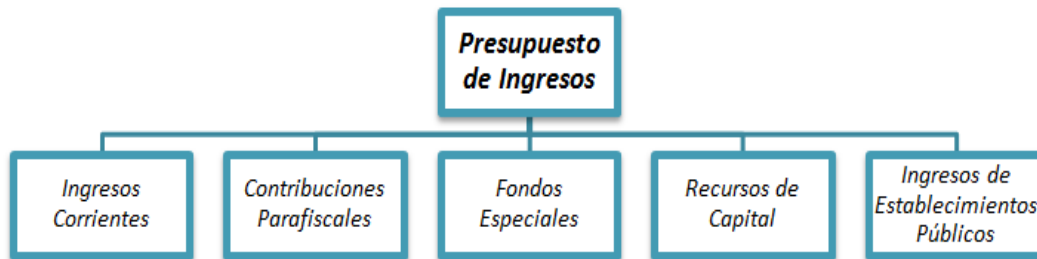 Presupuesto
de Ingresos
Ingresos
Corrientes
Contribuciones
Parafiscales
Fondos
Especiales
Recursos de
Capital
Ingresos de
Establecimientos
Públicos